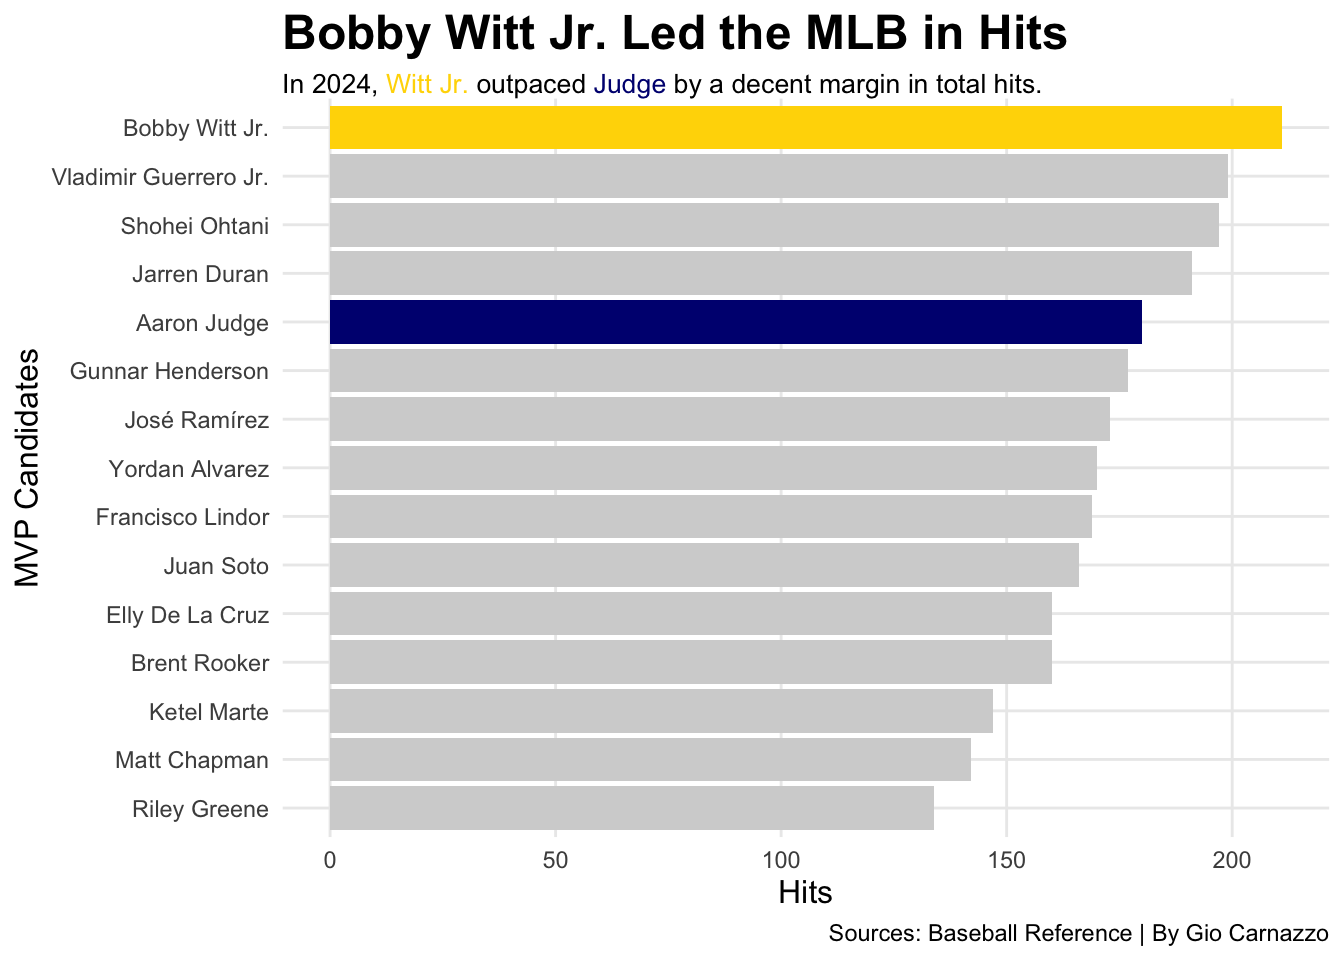 Bobby Witt Jr. Led the MLB in Hits
In 2024, Witt Jr. outpaced Judge by a decent margin in total hits.
MVP Candidates
Bobby Witt Jr.
Vladimir Guerrero Jr.
Shohei Ohtani
Jarren Duran
Aaron Judge
Gunnar Henderson
José Ramírez
Yordan Alvarez
Francisco Lindor
Juan Soto
Elly De La Cruz
Brent Rooker
Ketel Marte
Matt Chapman
Riley Greene
0 50 100 150 200
Hits
Sources: Baseball Reference | By Gio Carnazzo